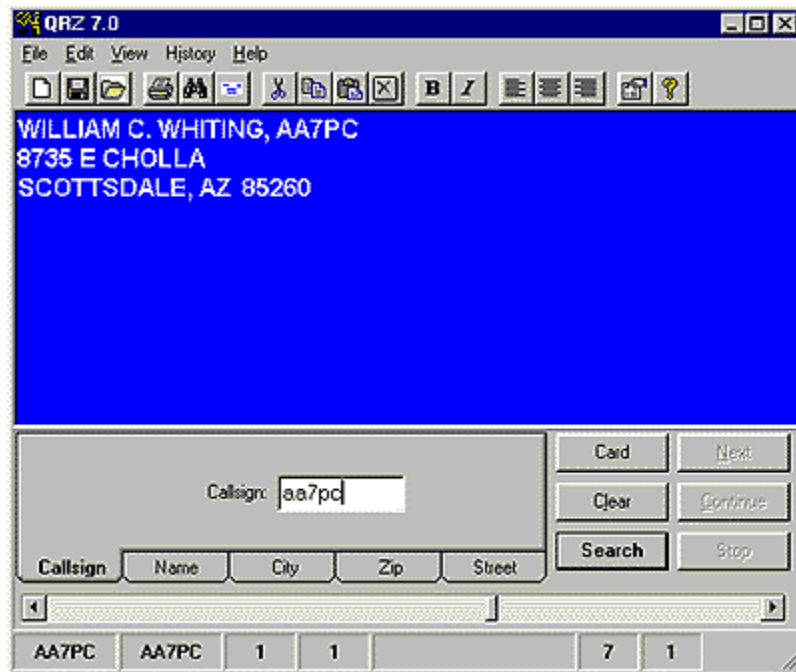 QRZ 7.0
File Edit View History Help
B I
WILLIAM C. WHITING, AA7PC
8735 E CHOLLA
SCOTTSDALE, AZ 85260
Card Next
Callsign: aa7pc
Clear Continue
Search Stop
Callsign Name City Zip Street
AA7PC AA7PC 1 1 7 1